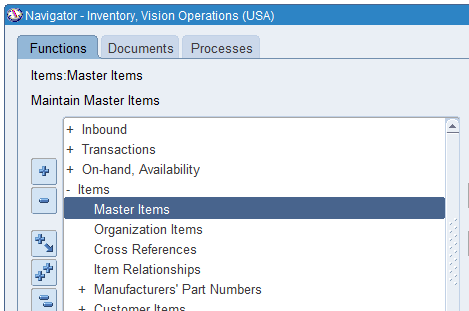 Navigator - Inventory, Vision Operations (USA)
Functions Documents Processes
Items:Master Items
Maintain Master Items
+ Inbound
+ Transactions
+ On-hand, Availability
- Items
Master Items
Organization Items
Cross References
Item Relationships
+ Manufacturers' Part Numbers
+ Customer Items